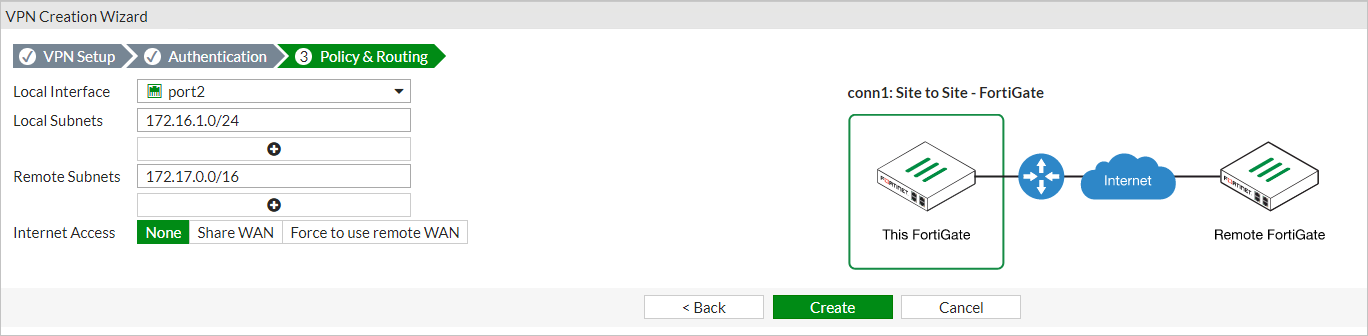 VPN Creation Wizard
VPN Setup
Authentication
3 Policy & Routing
Local Interface port2
Local Subnets 172.16.1.0/24
Remote Subnets 172.17.0.0/16
Internet Access None Share WAN Force to use remote WAN
conn1: Site to Site - FortiGate
FORTINET
Internet
FORTINET
This FortiGate
Remote FortiGate
< Back
Create
Cancel